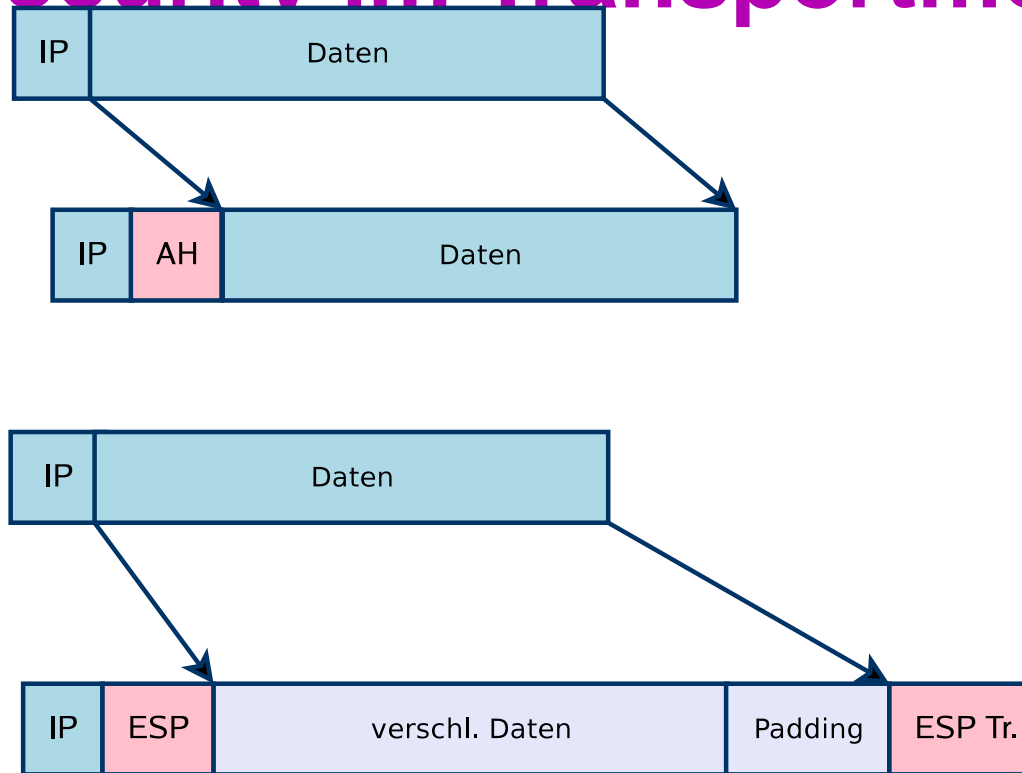 IP Daten
IP AH Daten
IP Daten
IP ESP verschl. Daten Padding ESP Tr.